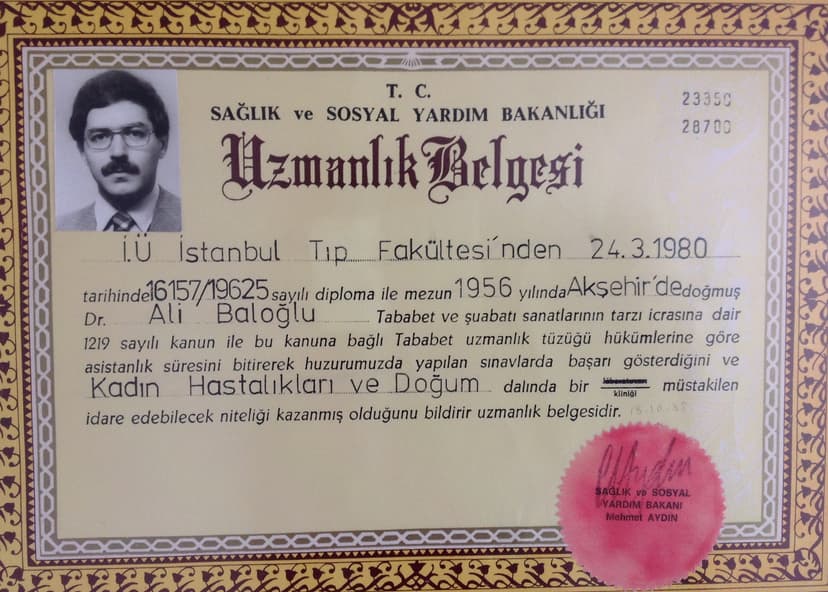 T. C.
SAĞLIK ve SOSYAL YARDIM BAKANLIĞI
23350
28700
Uzmanlık Belgesi
İ.Ü İstanbul Tıp Fakültesi'nden 24.3.1980
tarihinde 16157/19625 sayılı diploma ile mezun 1956 yılında Akşehir'de doğmuş
Dr. Ali Baloğlu Tababet ve şuabatı sanatlarının tarzı icrasına dair
1219 sayılı kanun ile bu kanuna bağlı Tababet uzmanlık tüzüğü hükümlerine göre
asistanlık süresini bitirerek huzurumuzda yapılan sınavlarda başarı gösterdiğini ve
Kadın Hastalıkları ve Doğum dalında bir kliniği müstakilen
idare edebilecek niteliği kazanmış olduğunu bildirir uzmanlık belgesidir.
SAĞLIK ve SOSYAL
YARDIM BAKANI
Mehmet AYDIN